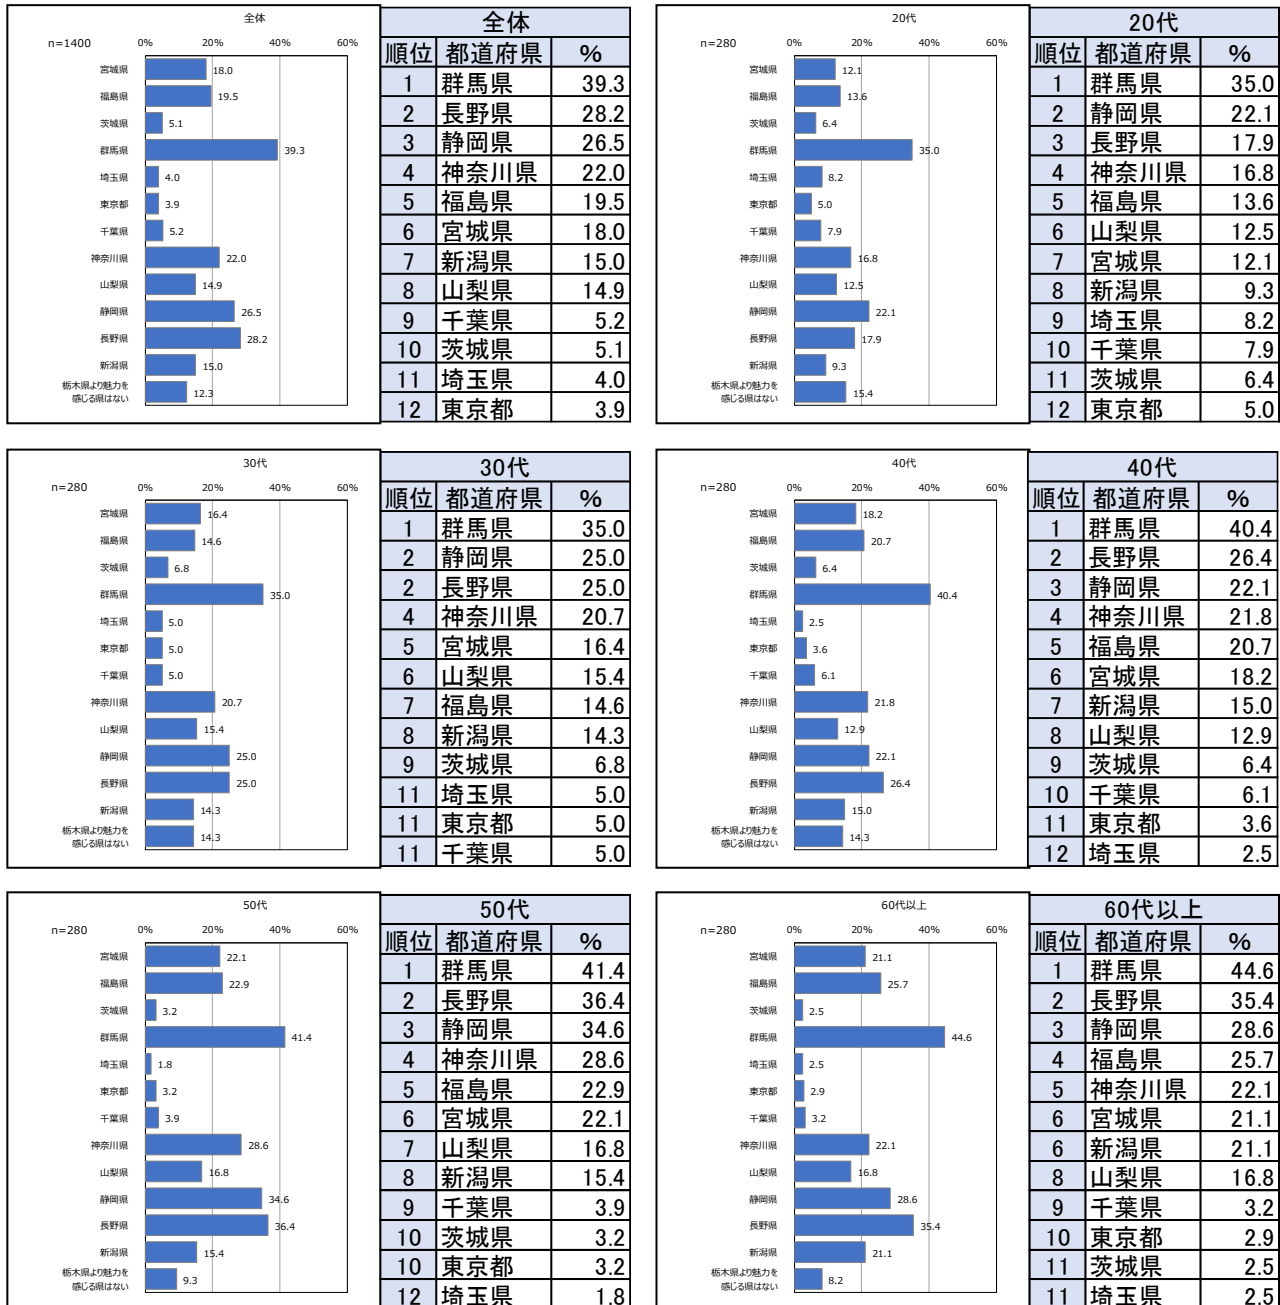 全体
n=1400
0% 20% 40% 60%
宮城県 18.0
福島県 19.5
茨城県 5.1
群馬県 39.3
埼玉県 4.0
東京都 3.9
千葉県 5.2
神奈川県 22.0
山梨県 14.9
静岡県 26.5
長野県 28.2
新潟県 15.0
栃木県より魅力を
感じる県はない 12.3
全体
順位 都道府県 %
1 群馬県 39.3
2 長野県 28.2
3 静岡県 26.5
4 神奈川県 22.0
5 福島県 19.5
6 宮城県 18.0
7 新潟県 15.0
8 山梨県 14.9
9 千葉県 5.2
10 茨城県 5.1
11 埼玉県 4.0
12 東京都 3.9
20代
n=280
0% 20% 40% 60%
宮城県 12.1
福島県 13.6
茨城県 6.4
群馬県 35.0
埼玉県 8.2
東京都 5.0
千葉県 7.9
神奈川県 16.8
山梨県 12.5
静岡県 22.1
長野県 17.9
新潟県 9.3
栃木県より魅力を
感じる県はない 15.4
20代
順位 都道府県 %
1 群馬県 35.0
2 静岡県 22.1
3 長野県 17.9
4 神奈川県 16.8
5 福島県 13.6
6 山梨県 12.5
7 宮城県 12.1
8 新潟県 9.3
9 埼玉県 8.2
10 千葉県 7.9
11 茨城県 6.4
12 東京都 5.0
30代
n=280
0% 20% 40% 60%
宮城県 16.4
福島県 14.6
茨城県 6.8
群馬県 35.0
埼玉県 5.0
東京都 5.0
千葉県 5.0
神奈川県 20.7
山梨県 15.4
静岡県 25.0
長野県 25.0
新潟県 14.3
栃木県より魅力を
感じる県はない 14.3
30代
順位 都道府県 %
1 群馬県 35.0
2 静岡県 25.0
2 長野県 25.0
4 神奈川県 20.7
5 宮城県 16.4
6 山梨県 15.4
7 福島県 14.6
8 新潟県 14.3
9 茨城県 6.8
11 埼玉県 5.0
11 東京都 5.0
11 千葉県 5.0
40代
n=280
0% 20% 40% 60%
宮城県 18.2
福島県 20.7
茨城県 6.4
群馬県 40.4
埼玉県 2.5
東京都 3.6
千葉県 6.1
神奈川県 21.8
山梨県 12.9
静岡県 22.1
長野県 26.4
新潟県 15.0
栃木県より魅力を
感じる県はない 14.3
40代
順位 都道府県 %
1 群馬県 40.4
2 長野県 26.4
3 静岡県 22.1
4 神奈川県 21.8
5 福島県 20.7
6 宮城県 18.2
7 新潟県 15.0
8 山梨県 12.9
9 茨城県 6.4
10 千葉県 6.1
11 東京都 3.6
12 埼玉県 2.5
50代
n=280
0% 20% 40% 60%
宮城県 22.1
福島県 22.9
茨城県 3.2
群馬県 41.4
埼玉県 1.8
東京都 3.2
千葉県 3.9
神奈川県 28.6
山梨県 16.8
静岡県 34.6
長野県 36.4
新潟県 15.4
栃木県より魅力を
感じる県はない 9.3
50代
順位 都道府県 %
1 群馬県 41.4
2 長野県 36.4
3 静岡県 34.6
4 神奈川県 28.6
5 福島県 22.9
6 宮城県 22.1
7 山梨県 16.8
8 新潟県 15.4
9 千葉県 3.9
10 茨城県 3.2
10 東京都 3.2
12 埼玉県 1.8
60代以上
n=280
0% 20% 40% 60%
宮城県 21.1
福島県 25.7
茨城県 2.5
群馬県 44.6
埼玉県 2.5
東京都 2.9
千葉県 3.2
神奈川県 22.1
山梨県 16.8
静岡県 28.6
長野県 35.4
新潟県 21.1
栃木県より魅力を
感じる県はない 8.2
60代以上
順位 都道府県 %
1 群馬県 44.6
2 長野県 35.4
3 静岡県 28.6
4 福島県 25.7
5 神奈川県 22.1
6 宮城県 21.1
6 新潟県 21.1
8 山梨県 16.8
9 千葉県 3.2
10 東京都 2.9
11 茨城県 2.5
11 埼玉県 2.5